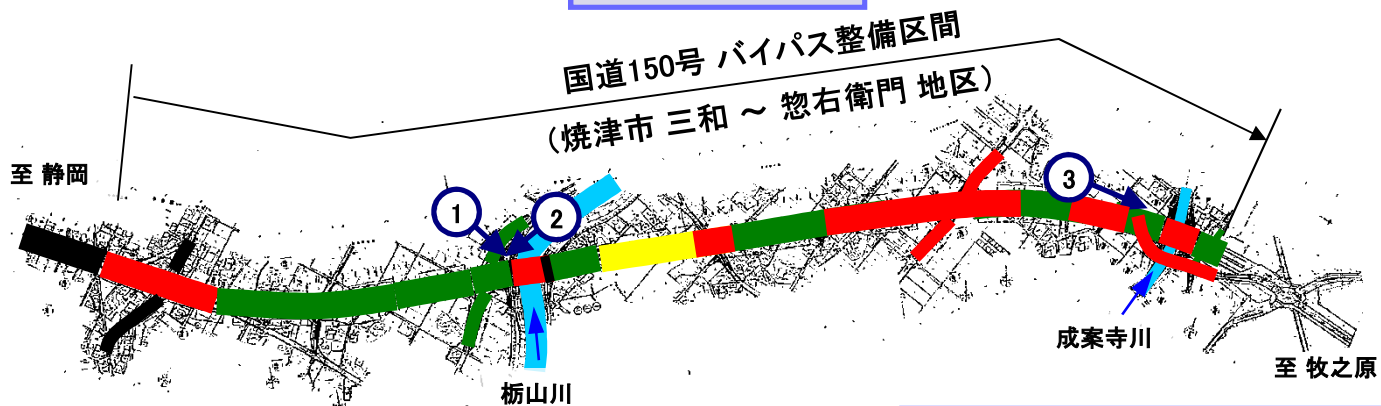 国道150号 バイパス整備区間
（焼津市 三和 ～ 惣右衛門 地区）
至 静岡
1
2
3
栃山川
成案寺川
至 牧之原